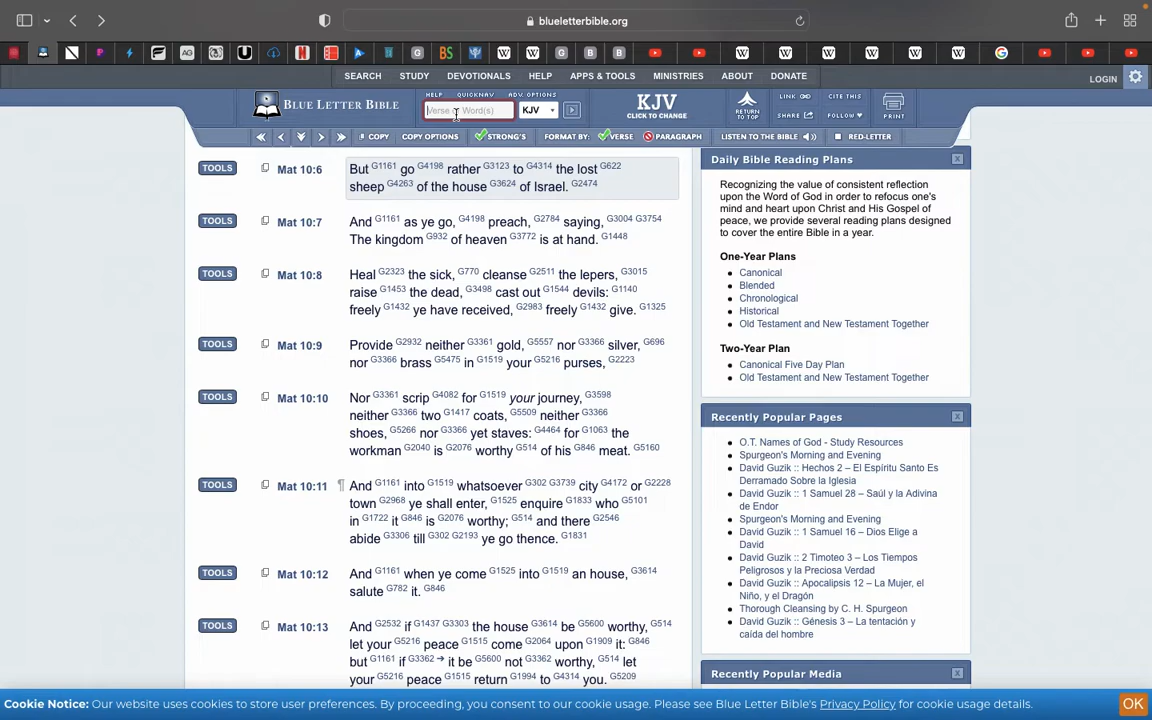 blueletterbible.org
SEARCH STUDY DEVOTIONALS HELP APPS & TOOLS MINISTRIES ABOUT DONATE LOGIN
HELP QUICKNAV ADV. OPTIONS
BLUE LETTER BIBLE
Verse or Word(s) KJV
KJV
CLICK TO CHANGE
RETURN TO TOP
LINK
CITE THIS
SHARE
FOLLOW
PRINT
COPY COPY OPTIONS STRONG'S FORMAT BY: VERSE PARAGRAPH LISTEN TO THE BIBLE RED-LETTER
TOOLS Mat 10:6 But G1161 go G4198 rather G3123 to G4314 the lost G622
sheep G4263 of the house G3624 of Israel. G2474
TOOLS Mat 10:7 And G1161 as ye go, G4198 preach, G2784 saying, G3004 G3754
The kingdom G932 of heaven G3772 is at hand. G1448
TOOLS Mat 10:8 Heal G2323 the sick, G770 cleanse G2511 the lepers, G3015
raise G1453 the dead, G3498 cast out G1544 devils: G1140
freely G1432 ye have received, G2983 freely G1432 give. G1325
TOOLS Mat 10:9 Provide G2932 neither G3361 gold, G5557 nor G3366 silver, G696
nor G3366 brass G5475 in G1519 your G5216 purses, G2223
TOOLS Mat 10:10 Nor G3361 scrip G4082 for G1519 your journey, G3598
neither G3366 two G1417 coats, G5509 neither G3366
shoes, G5266 nor G3366 yet staves: G4464 for G1063 the
workman G2040 is G2076 worthy G514 of his G846 meat. G5160
TOOLS Mat 10:11 ¶ And G1161 into G1519 whatsoever G302 G3739 city G4172 or G2228
town G2968 ye shall enter, G1525 enquire G1833 who G5101
in G1722 it G846 is G2076 worthy; G514 and there G2546
abide G3306 till G302 G2193 ye go thence. G1831
TOOLS Mat 10:12 And G1161 when ye come G1525 into G1519 an house, G3614
salute G782 it. G846
TOOLS Mat 10:13 And G2532 if G1437 G3303 the house G3614 be G5600 worthy, G514
let your G5216 peace G1515 come G2064 upon G1909 it: G846
but G1161 if G3362 → it be G5600 not G3362 worthy, G514 let
your G5216 peace G1515 return G1994 to G4314 you. G5209
Daily Bible Reading Plans
Recognizing the value of consistent reflection
upon the Word of God in order to refocus one's
mind and heart upon Christ and His Gospel of
peace, we provide several reading plans designed
to cover the entire Bible in a year.
One-Year Plans
Canonical
Blended
Chronological
Historical
Old Testament and New Testament Together
Two-Year Plan
Canonical Five Day Plan
Old Testament and New Testament Together
Recently Popular Pages
O.T. Names of God - Study Resources
Spurgeon's Morning and Evening
David Guzik :: Hechos 2 – El Espíritu Santo Es
Derramado Sobre la Iglesia
David Guzik :: 1 Samuel 28 – Saúl y la Adivina
de Endor
Spurgeon's Morning and Evening
David Guzik :: 1 Samuel 16 – Dios Elige a
David
David Guzik :: 2 Timoteo 3 – Los Tiempos
Peligrosos y la Preciosa Verdad
David Guzik :: Apocalipsis 12 – La Mujer, el
Niño, y el Dragón
Thorough Cleansing by C. H. Spurgeon
David Guzik :: Génesis 3 – La tentación y
caída del hombre
Recently Popular Media
Cookie Notice: Our website uses cookies to store user preferences. By proceeding, you consent to our cookie usage. Please see Blue Letter Bible's Privacy Policy for cookie usage details. OK